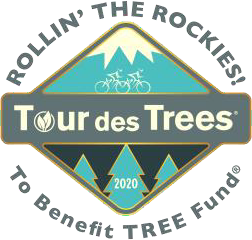 ROLLIN' THE ROCKIES!
Tour des Trees®
2020
To Benefit TREE Fund®